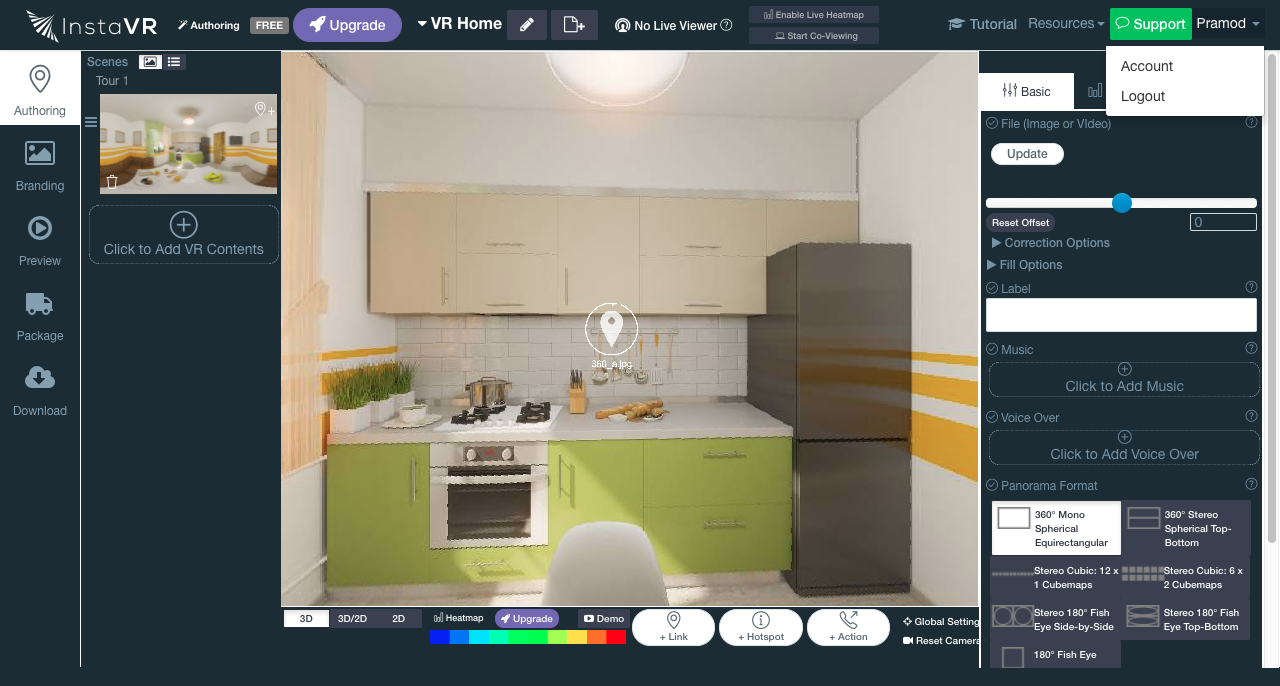 InstaVR
Authoring
FREE
Upgrade
VR Home
No Live Viewer
Enable Live Heatmap
Start Co-Viewing
Tutorial
Resources
Support
Pramod
Account
Logout
Authoring
Branding
Preview
Package
Download
Scenes
Tour 1
Click to Add VR Contents
360_a.jpg
3D
3D/2D
2D
Heatmap
Upgrade
Demo
+ Link
+ Hotspot
+ Action
Global Setting
Reset Camera
Basic
File (Image or VIdeo)
Update
Reset Offset
0
Correction Options
Fill Options
Label
Music
Click to Add Music
Voice Over
Click to Add Voice Over
Panorama Format
360° Mono
Spherical
Equirectangular
360° Stereo
Spherical Top-
Bottom
Stereo Cubic: 12 x
1 Cubemaps
Stereo Cubic: 6 x
2 Cubemaps
Stereo 180° Fish
Eye Side-by-Side
Stereo 180° Fish
Eye Top-Bottom
180° Fish Eye